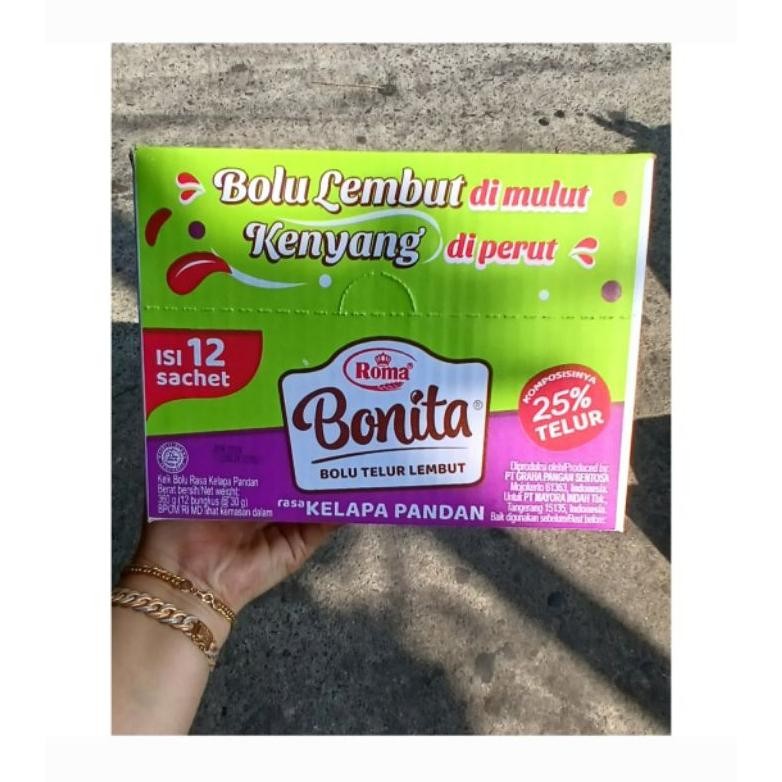 Bolu Lembut di mulut
Kenyang di perut
ISI 12
sachet
Roma
Bonita®
BOLU TELUR LEMBUT
rasa KELAPA PANDAN
KOMPOSISINYA
25%
TELUR
Kek Bolu Rasa Kelapa Pandan
Berat bersih/Net weight:
360 g (12 bungkus @ 30 g)
BPOM RI MD lihat kemasan dalam
Diproduksi oleh/Produced by:
PT GRAHA PANGAN SENTOSA
Mojokerto 61363, Indonesia.
Untuk PT MAYORA INDAH Tbk.,
Tangerang 15135, Indonesia.
Baik digunakan sebelum/Best before: